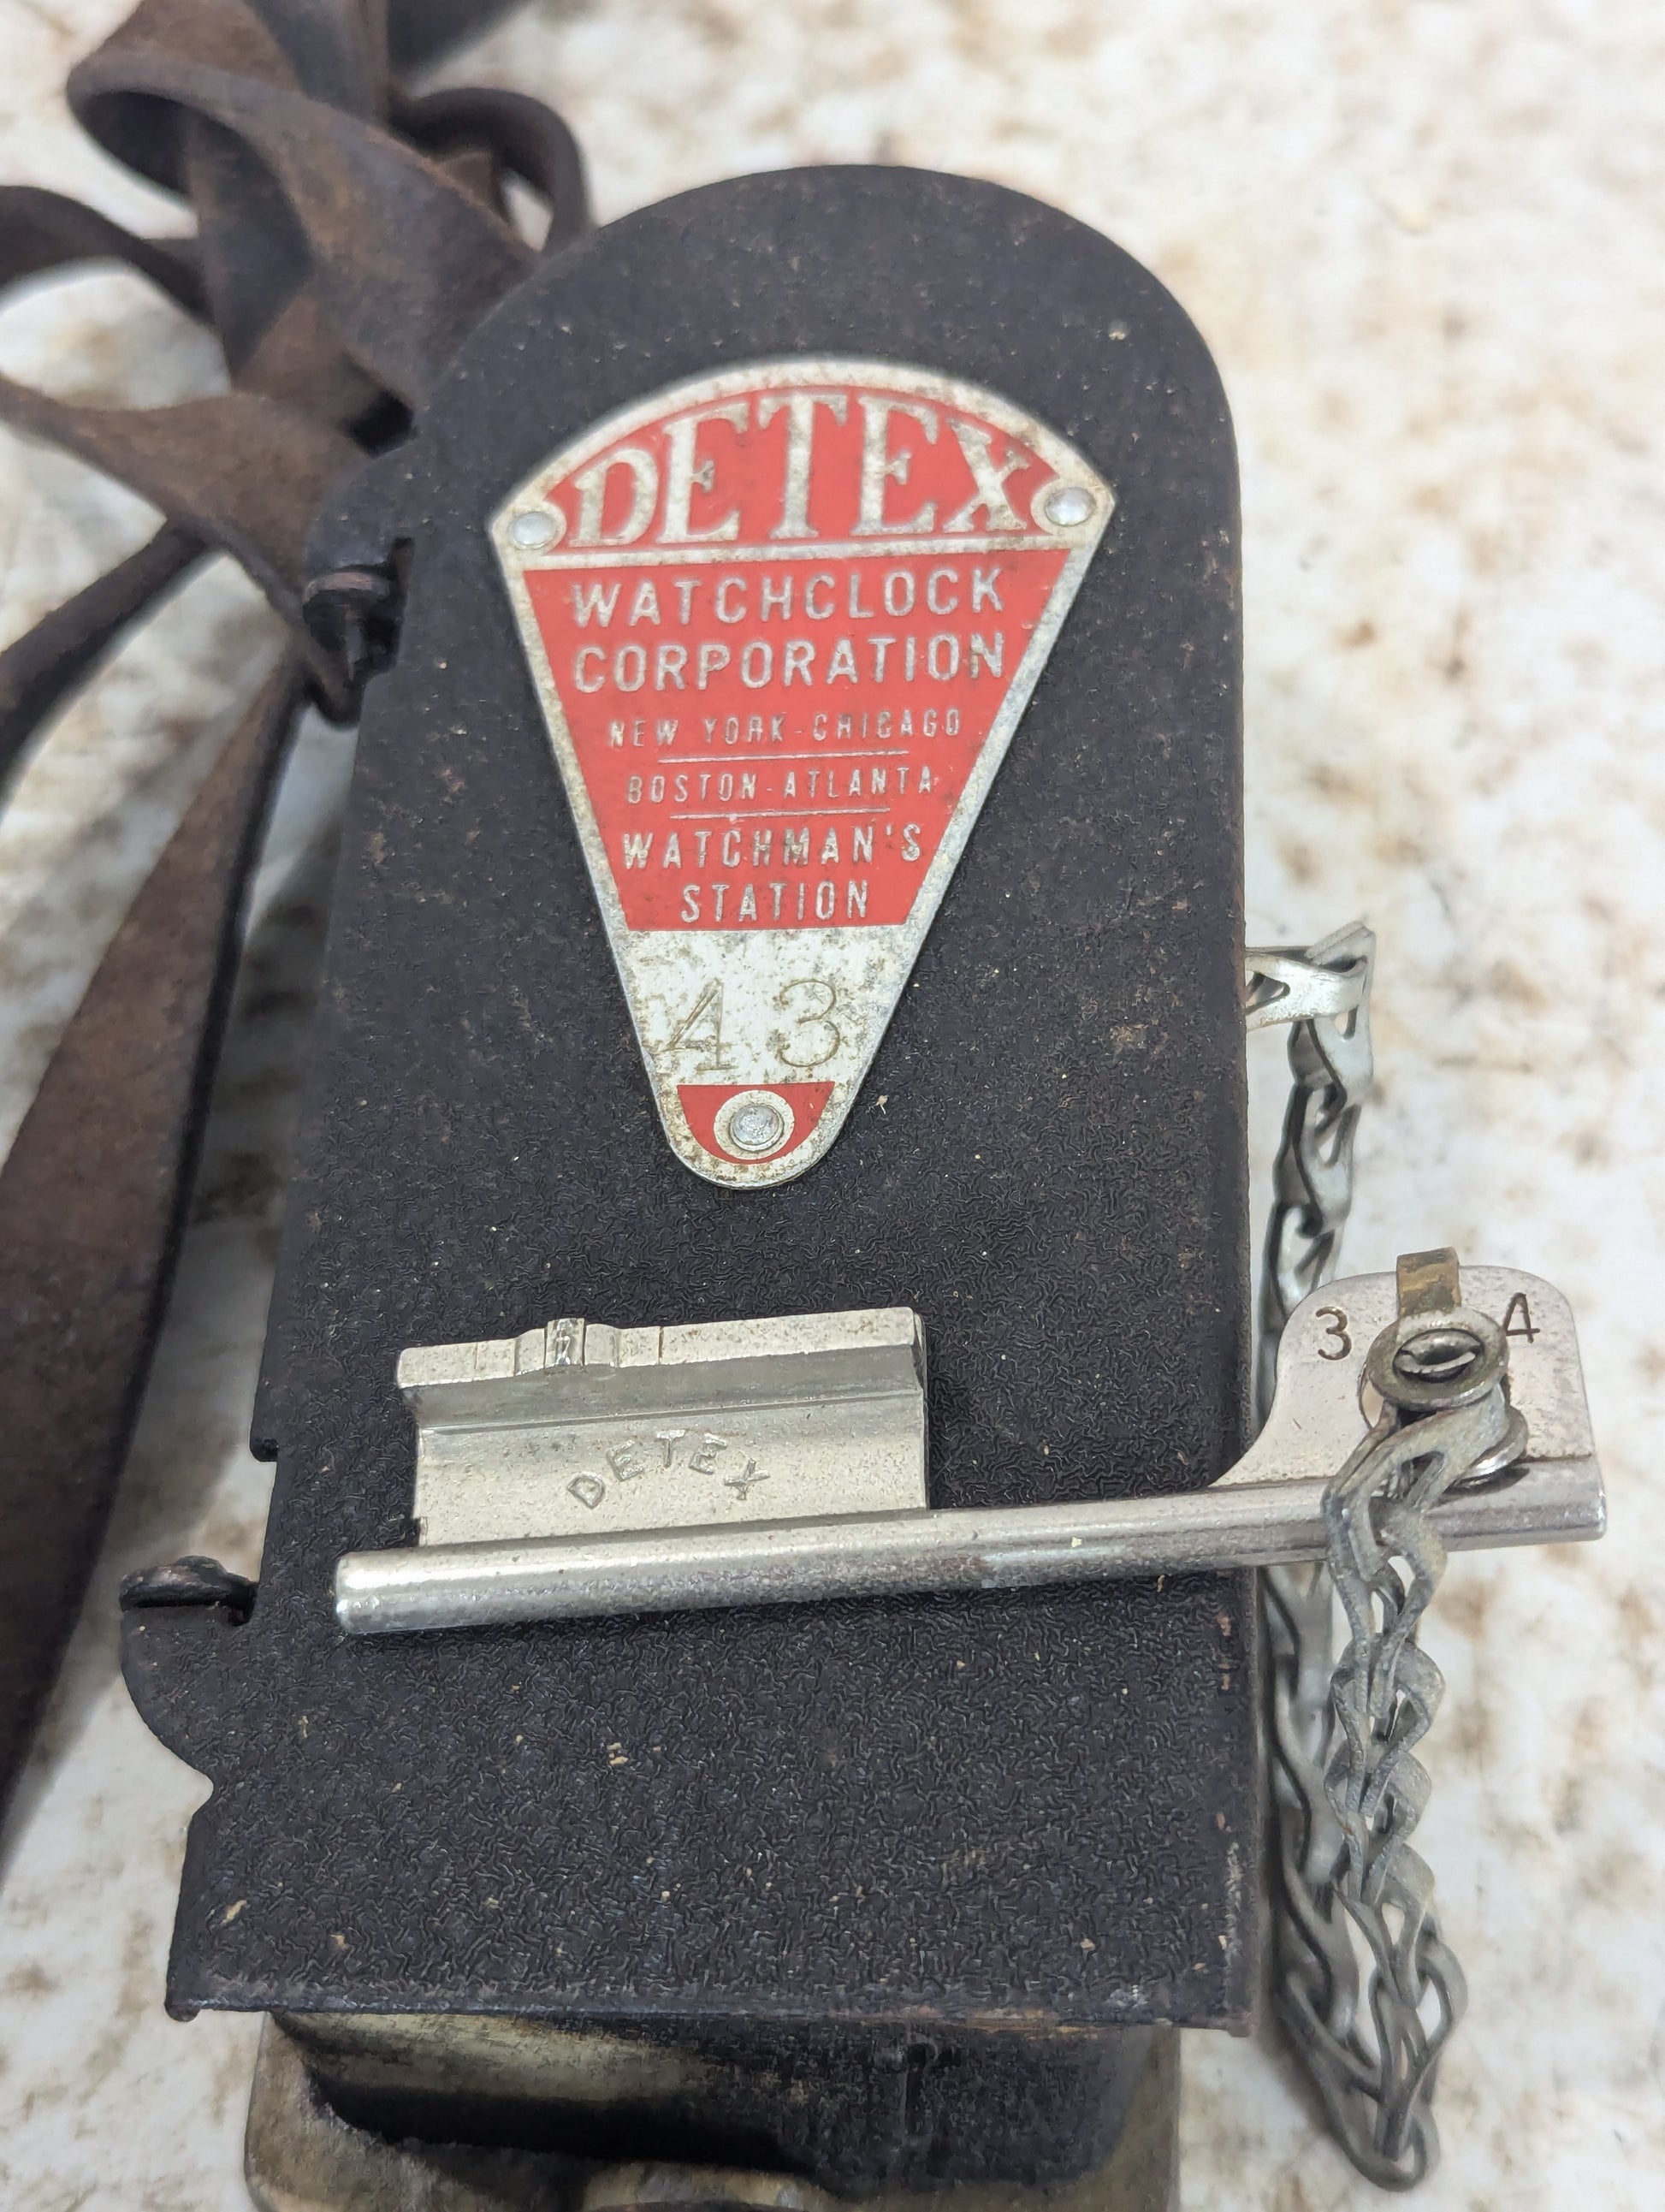 DETEX
WATCHCLOCK
CORPORATION
NEW YORK-CHICAGO
BOSTON-ATLANTA
WATCHMAN'S
STATION
43
3 4
DETEX